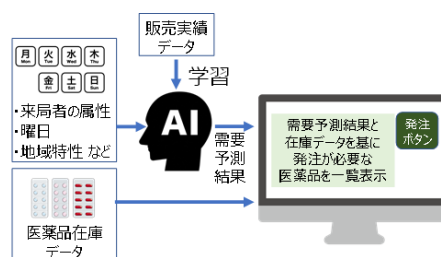 販売実績
データ
学習
月 火 水 木
Mon Tue Wed Thu
金 土 日
Fri Sat Sun
・来局者の属性
・曜日
・地域特性 など
AI
需要
予測
結果
需要予測結果と
在庫データを基に
発注が必要な
医薬品を一覧表示
発注
ボタン
医薬品在庫
データ